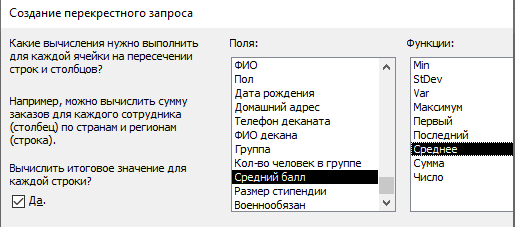 Создание перекрестного запроса
Какие вычисления нужно выполнить
для каждой ячейки на пересечении
строк и столбцов?
Например, можно вычислить сумму
заказов для каждого сотрудника
(столбец) по странам и регионам
(строка).
Вычислить итоговое значение для
каждой строки?
Да.
Поля:
ФИО
Пол
Дата рождения
Домашний адрес
Телефон деканата
ФИО декана
Группа
Кол-во человек в группе
Средний балл
Размер стипендии
Военнообязан
Функции:
Min
StDev
Var
Максимум
Первый
Последний
Среднее
Сумма
Число